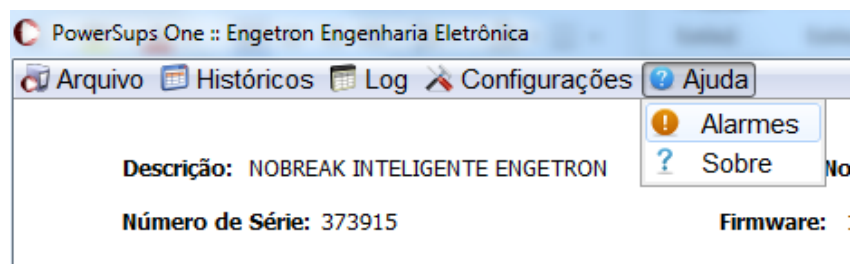 PowerSups One :: Engetron Engenharia Eletrônica
Arquivo Históricos Log Configurações Ajuda
Alarmes
Sobre
Descrição: NOBREAK INTELIGENTE ENGETRON
Número de Série: 373915 Firmware: